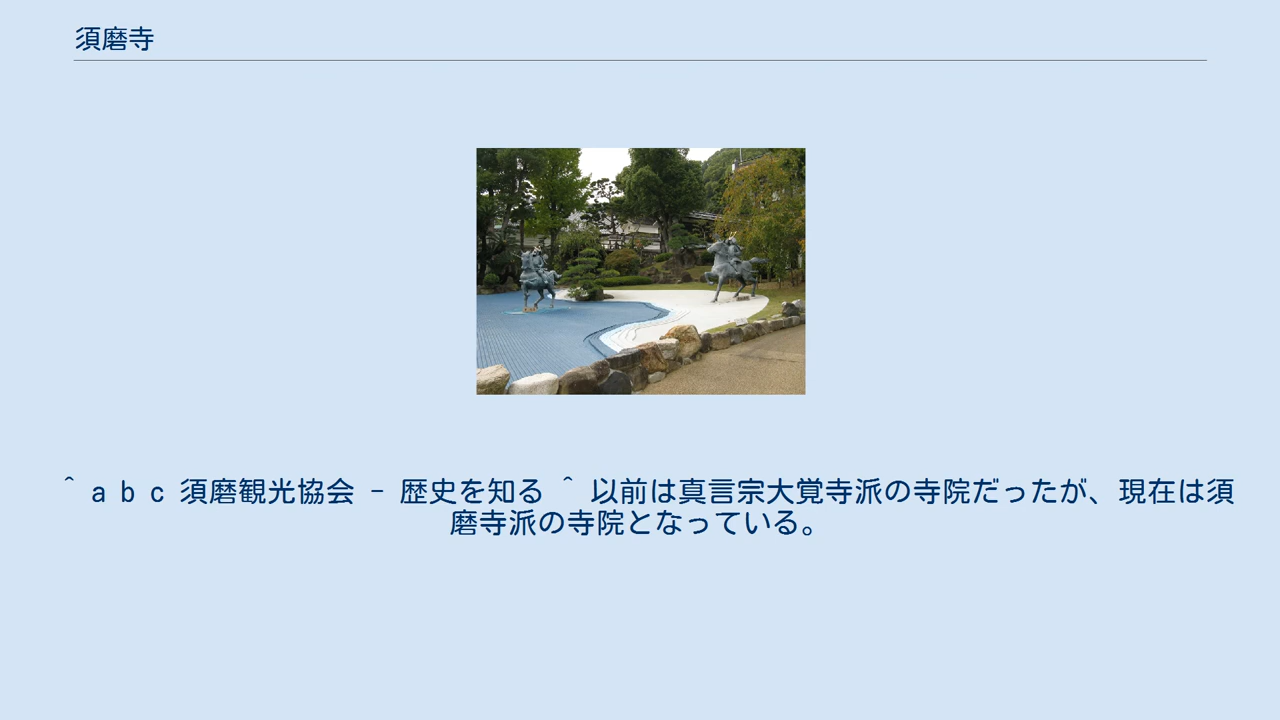 須磨寺
^ a b c 須磨観光協会 - 歴史を知る ^ 以前は真言宗大覚寺派の寺院だったが、現在は須
磨寺派の寺院となっている。